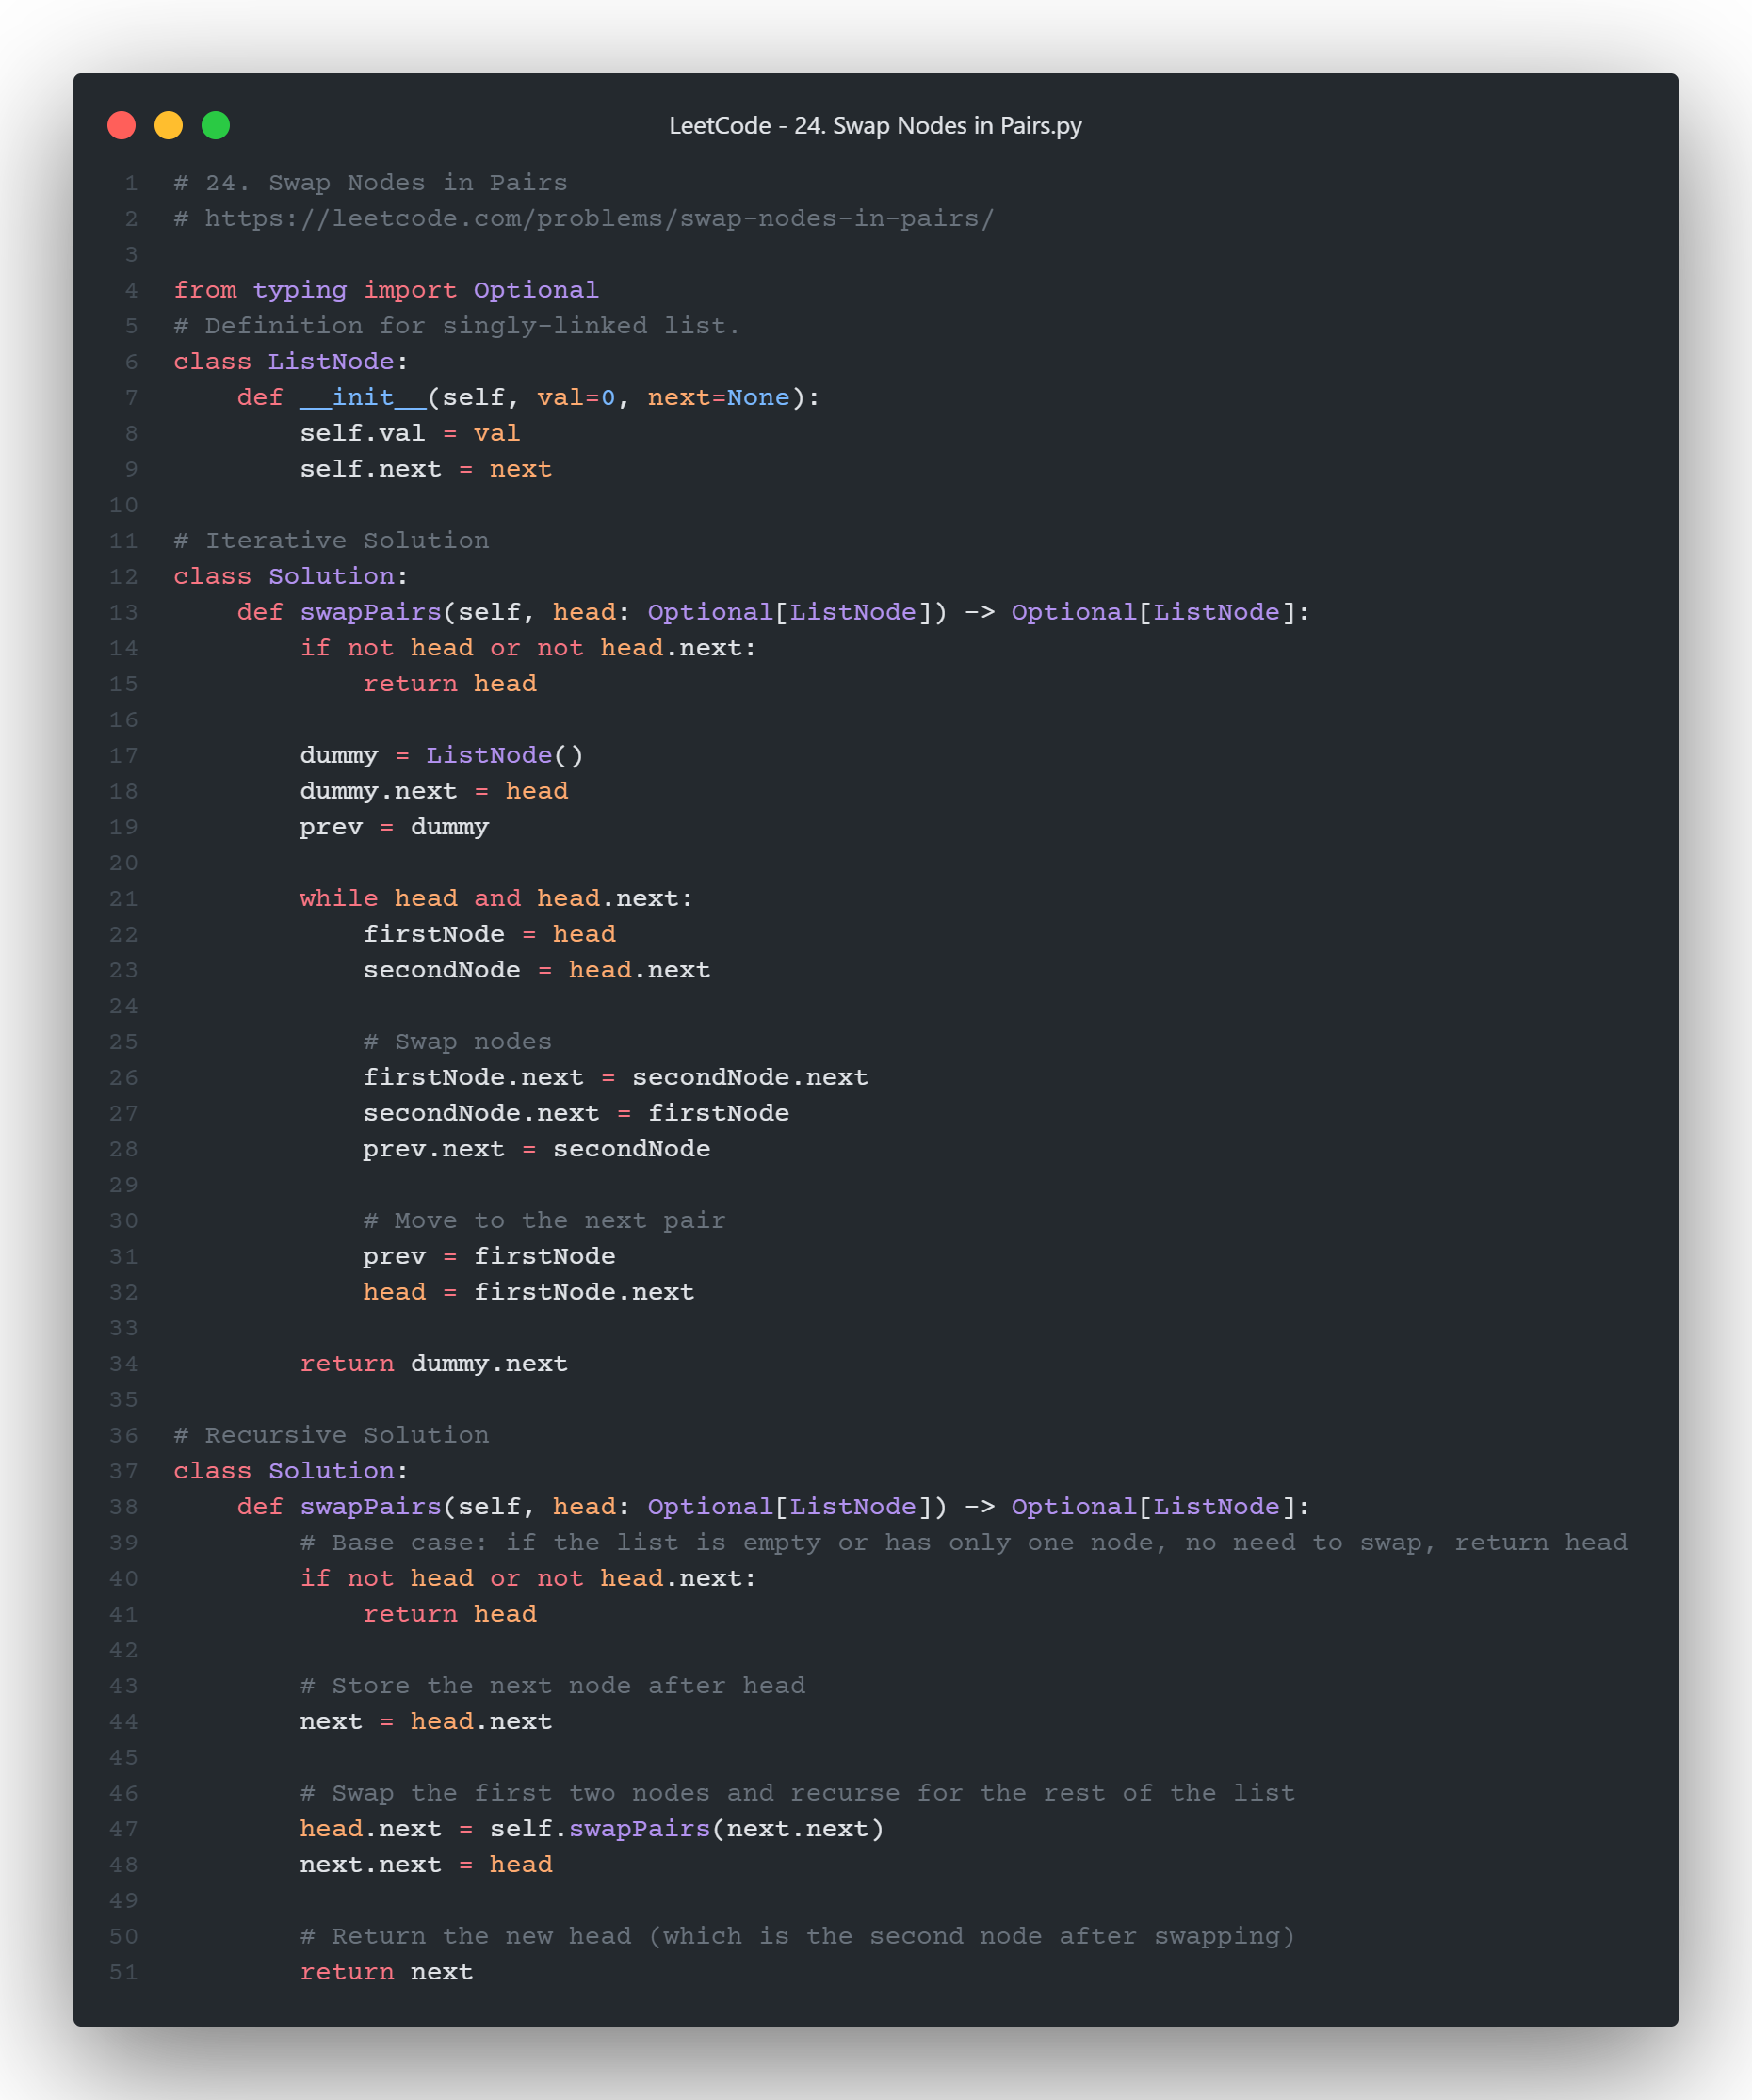 LeetCode - 24. Swap Nodes in Pairs.py
1 # 24. Swap Nodes in Pairs
2 # https://leetcode.com/problems/swap-nodes-in-pairs/
3
4 from typing import Optional
5 # Definition for singly-linked list.
6 class ListNode:
7     def __init__(self, val=0, next=None):
8         self.val = val
9         self.next = next
10
11 # Iterative Solution
12 class Solution:
13     def swapPairs(self, head: Optional[ListNode]) -> Optional[ListNode]:
14         if not head or not head.next:
15             return head
16
17         dummy = ListNode()
18         dummy.next = head
19         prev = dummy
20
21         while head and head.next:
22             firstNode = head
23             secondNode = head.next
24
25             # Swap nodes
26             firstNode.next = secondNode.next
27             secondNode.next = firstNode
28             prev.next = secondNode
29
30             # Move to the next pair
31             prev = firstNode
32             head = firstNode.next
33
34         return dummy.next
35
36 # Recursive Solution
37 class Solution:
38     def swapPairs(self, head: Optional[ListNode]) -> Optional[ListNode]:
39         # Base case: if the list is empty or has only one node, no need to swap, return head
40         if not head or not head.next:
41             return head
42
43         # Store the next node after head
44         next = head.next
45
46         # Swap the first two nodes and recurse for the rest of the list
47         head.next = self.swapPairs(next.next)
48         next.next = head
49
50         # Return the new head (which is the second node after swapping)
51         return next